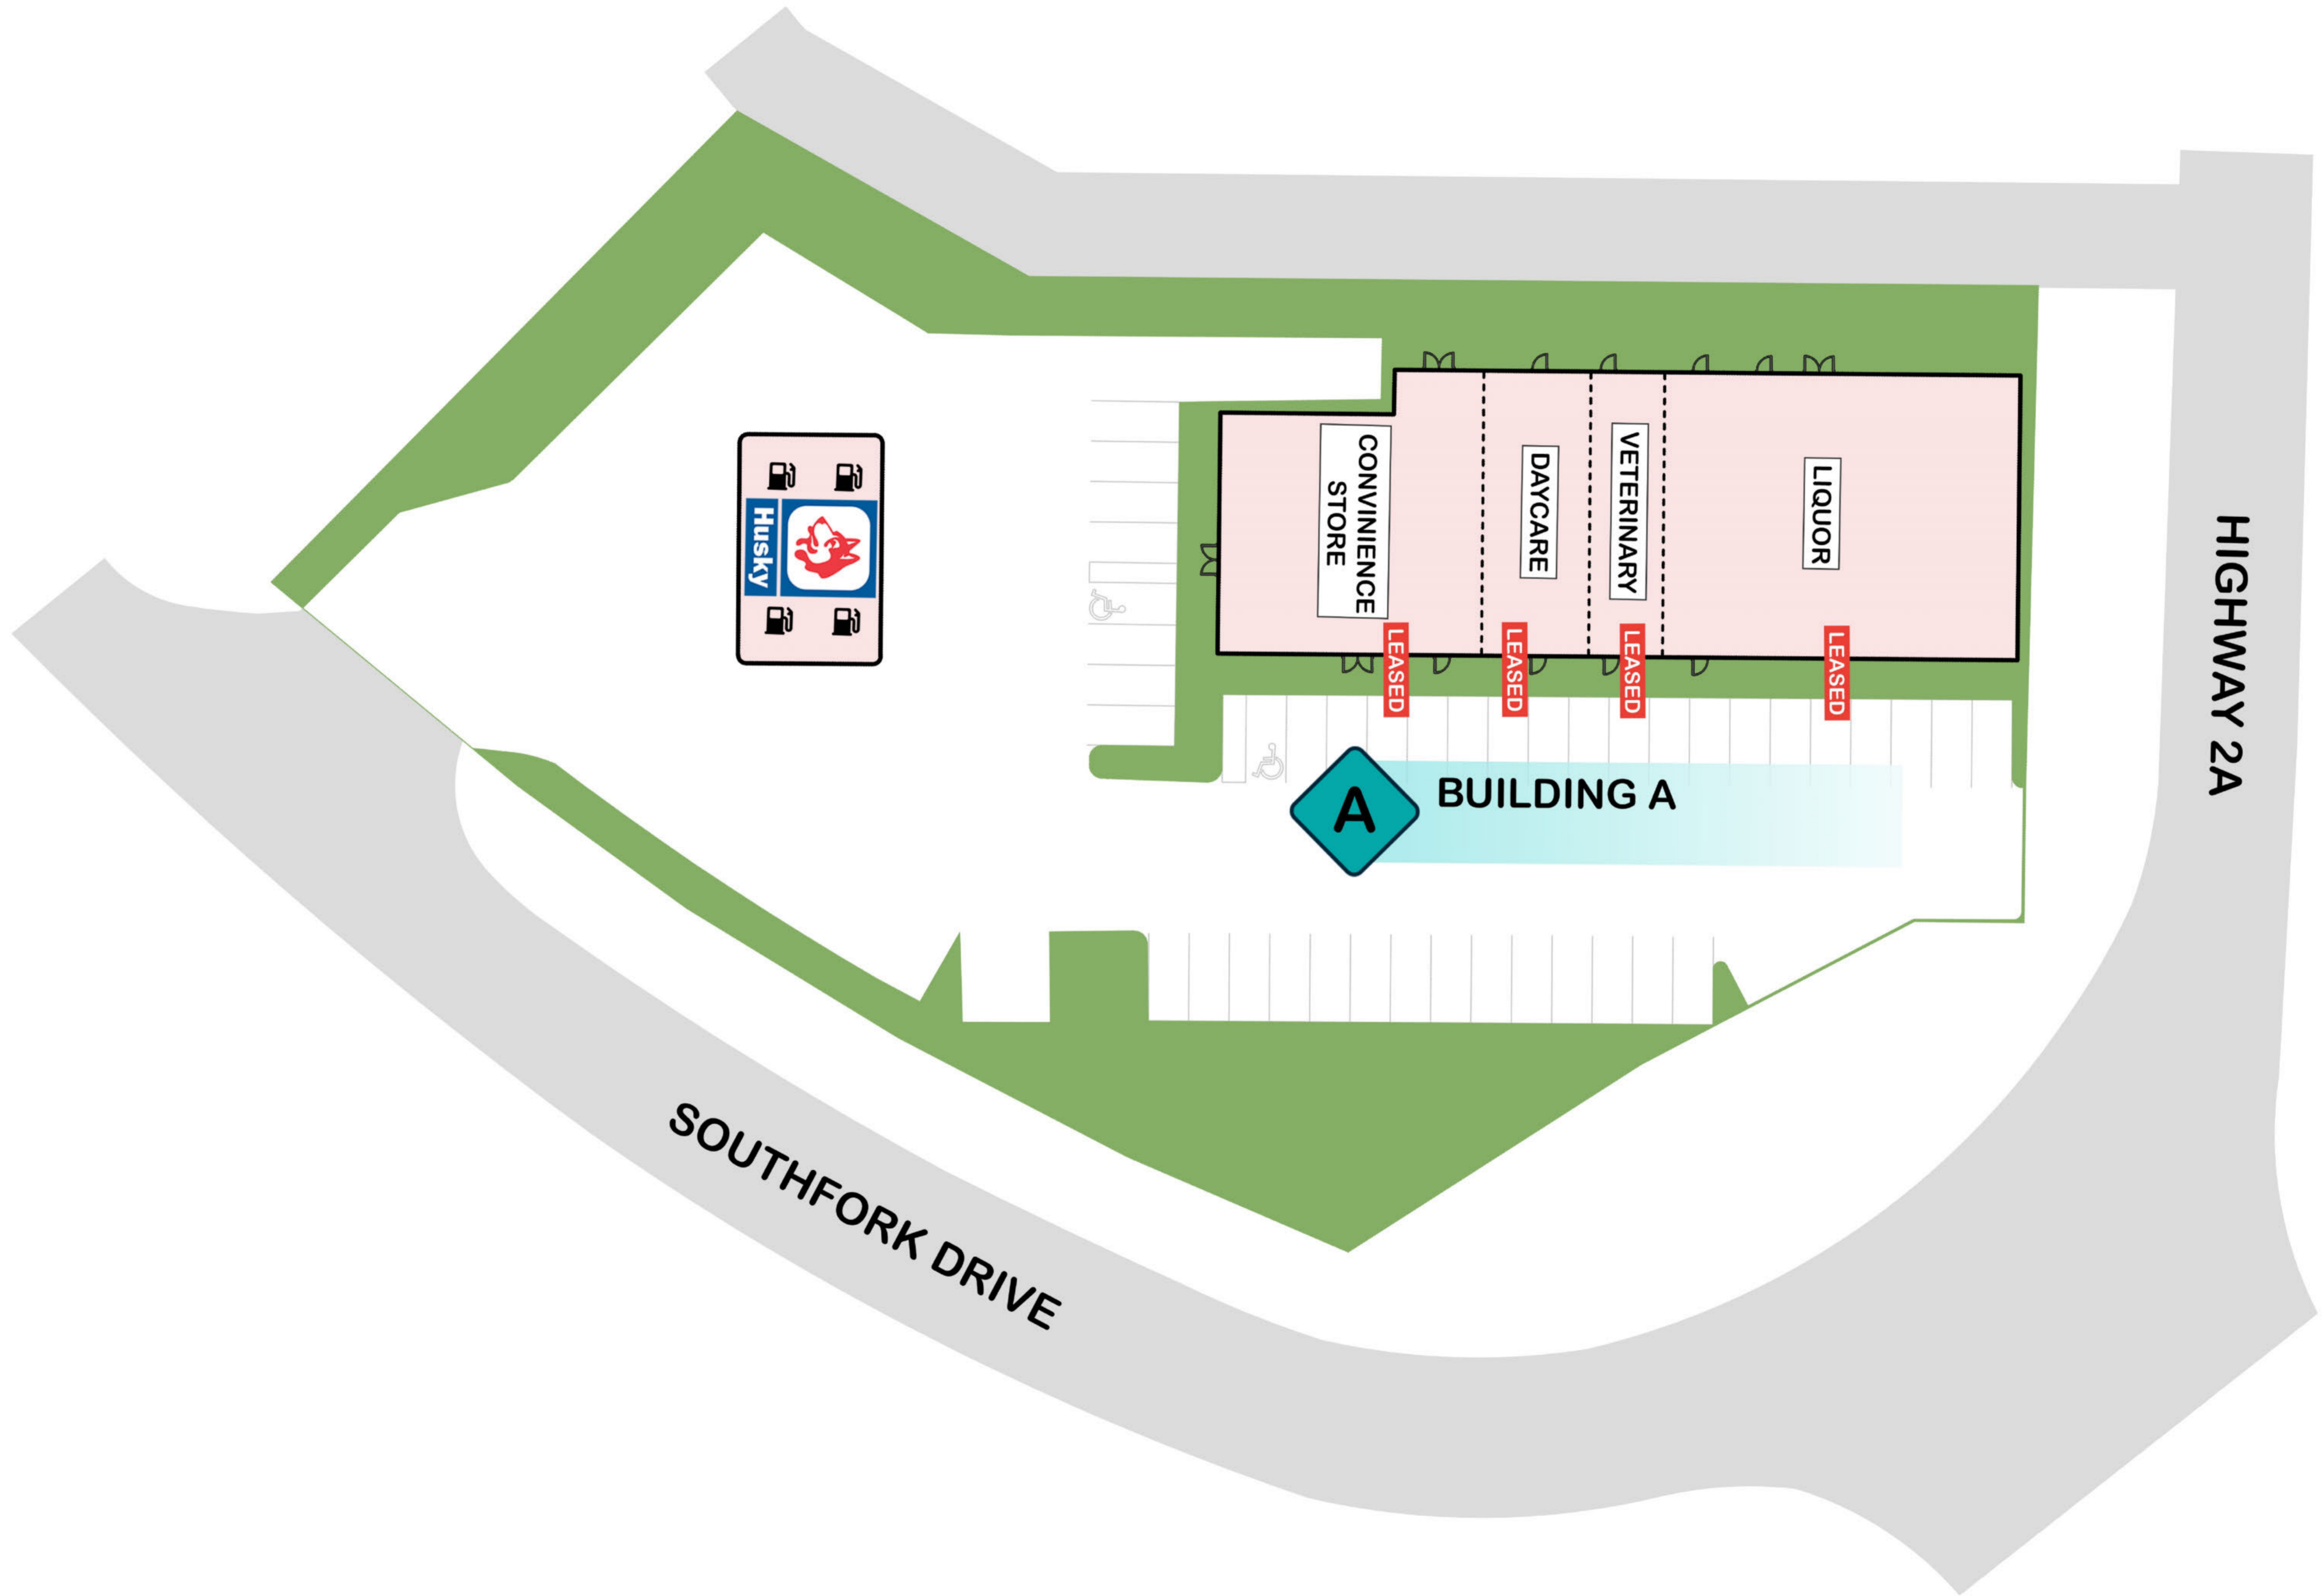 Husky
CONVINIENCE
STORE
DAYCARE
VETERINARY
LIQUOR
LEASED
LEASED
LEASED
LEASED
A
BUILDING A
HIGHWAY 2A
SOUTHFORK DRIVE